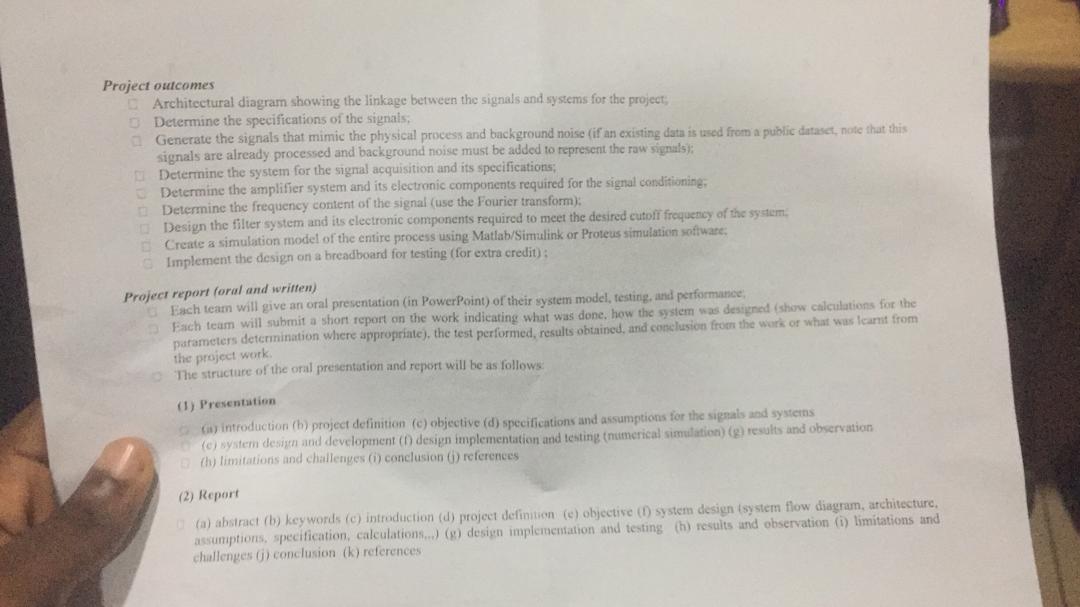 Project outcomes
Architectural diagram showing the linkage between the signals and systems for the project;
Determine the specifications of the signals;
Generate the signals that mimic the physical process and background noise (if an existing data is used from a public dataset, note that this
signals are already processed and background noise must be added to represent the raw signals);
Determine the system for the signal acquisition and its specifications;
Determine the amplifier system and its electronic components required for the signal conditioning;
Determine the frequency content of the signal (use the Fourier transform);
Design the filter system and its electronic components required to meet the desired cutoff frequency of the system;
Create a simulation model of the entire process using Matlab/Simulink or Proteus simulation software;
Implement the design on a breadboard for testing (for extra credit) ;
Project report (oral and written)
Each team will give an oral presentation (in PowerPoint) of their system model, testing, and performance;
Each team will submit a short report on the work indicating what was done, how the system was designed (show calculations for the
parameters determination where appropriate), the test performed, results obtained, and conclusion from the work or what was learnt from
the project work.
The structure of the oral presentation and report will be as follows:
(1) Presentation
(a) introduction (b) project definition (c) objective (d) specifications and assumptions for the signals and systems
(e) system design and development (f) design implementation and testing (numerical simulation) (g) results and observation
(h) limitations and challenges (i) conclusion (j) references
(2) Report
(a) abstract (b) keywords (c) introduction (d) project definition (e) objective (f) system design (system flow diagram, architecture,
assumptions, specification, calculations,..) (g) design implementation and testing (h) results and observation (i) limitations and
challenges (j) conclusion (k) references